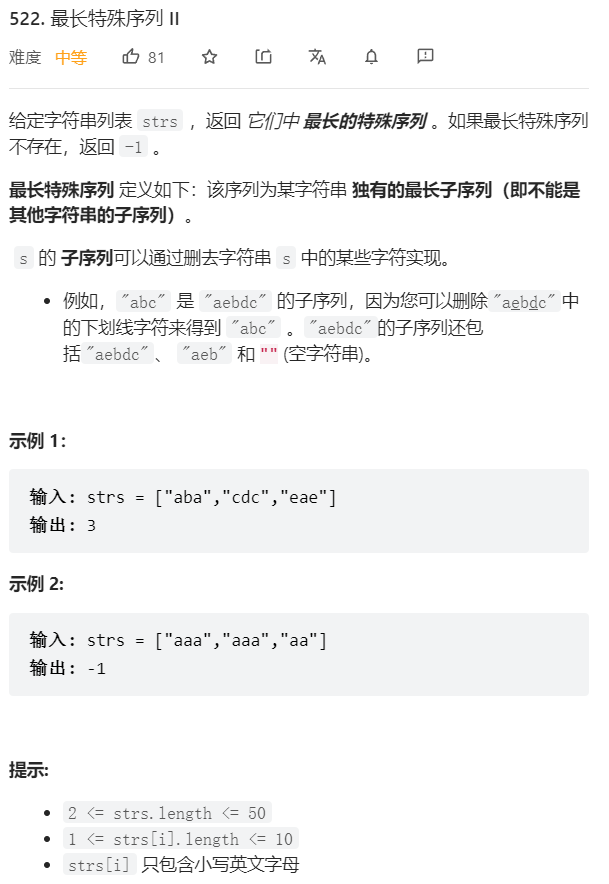 522. 最长特殊序列 II
难度 中等 81
给定字符串列表 strs ，返回 它们中 最长的特殊序列 。如果最长特殊序列
不存在，返回 -1 。
最长特殊序列 定义如下：该序列为某字符串 独有的最长子序列（即不能是
其他字符串的子序列）。
s 的 子序列可以通过删去字符串 s 中的某些字符实现。
• 例如，"abc" 是 "aebdc" 的子序列，因为您可以删除"aebdc"中
的下划线字符来得到 "abc" 。"aebdc"的子序列还包
括"aebdc"、 "aeb" 和 "" (空字符串)。
示例 1：
输入: strs = ["aba","cdc","eae"]
输出: 3
示例 2:
输入: strs = ["aaa","aaa","aa"]
输出: -1
提示:
• 2 <= strs.length <= 50
• 1 <= strs[i].length <= 10
• strs[i] 只包含小写英文字母